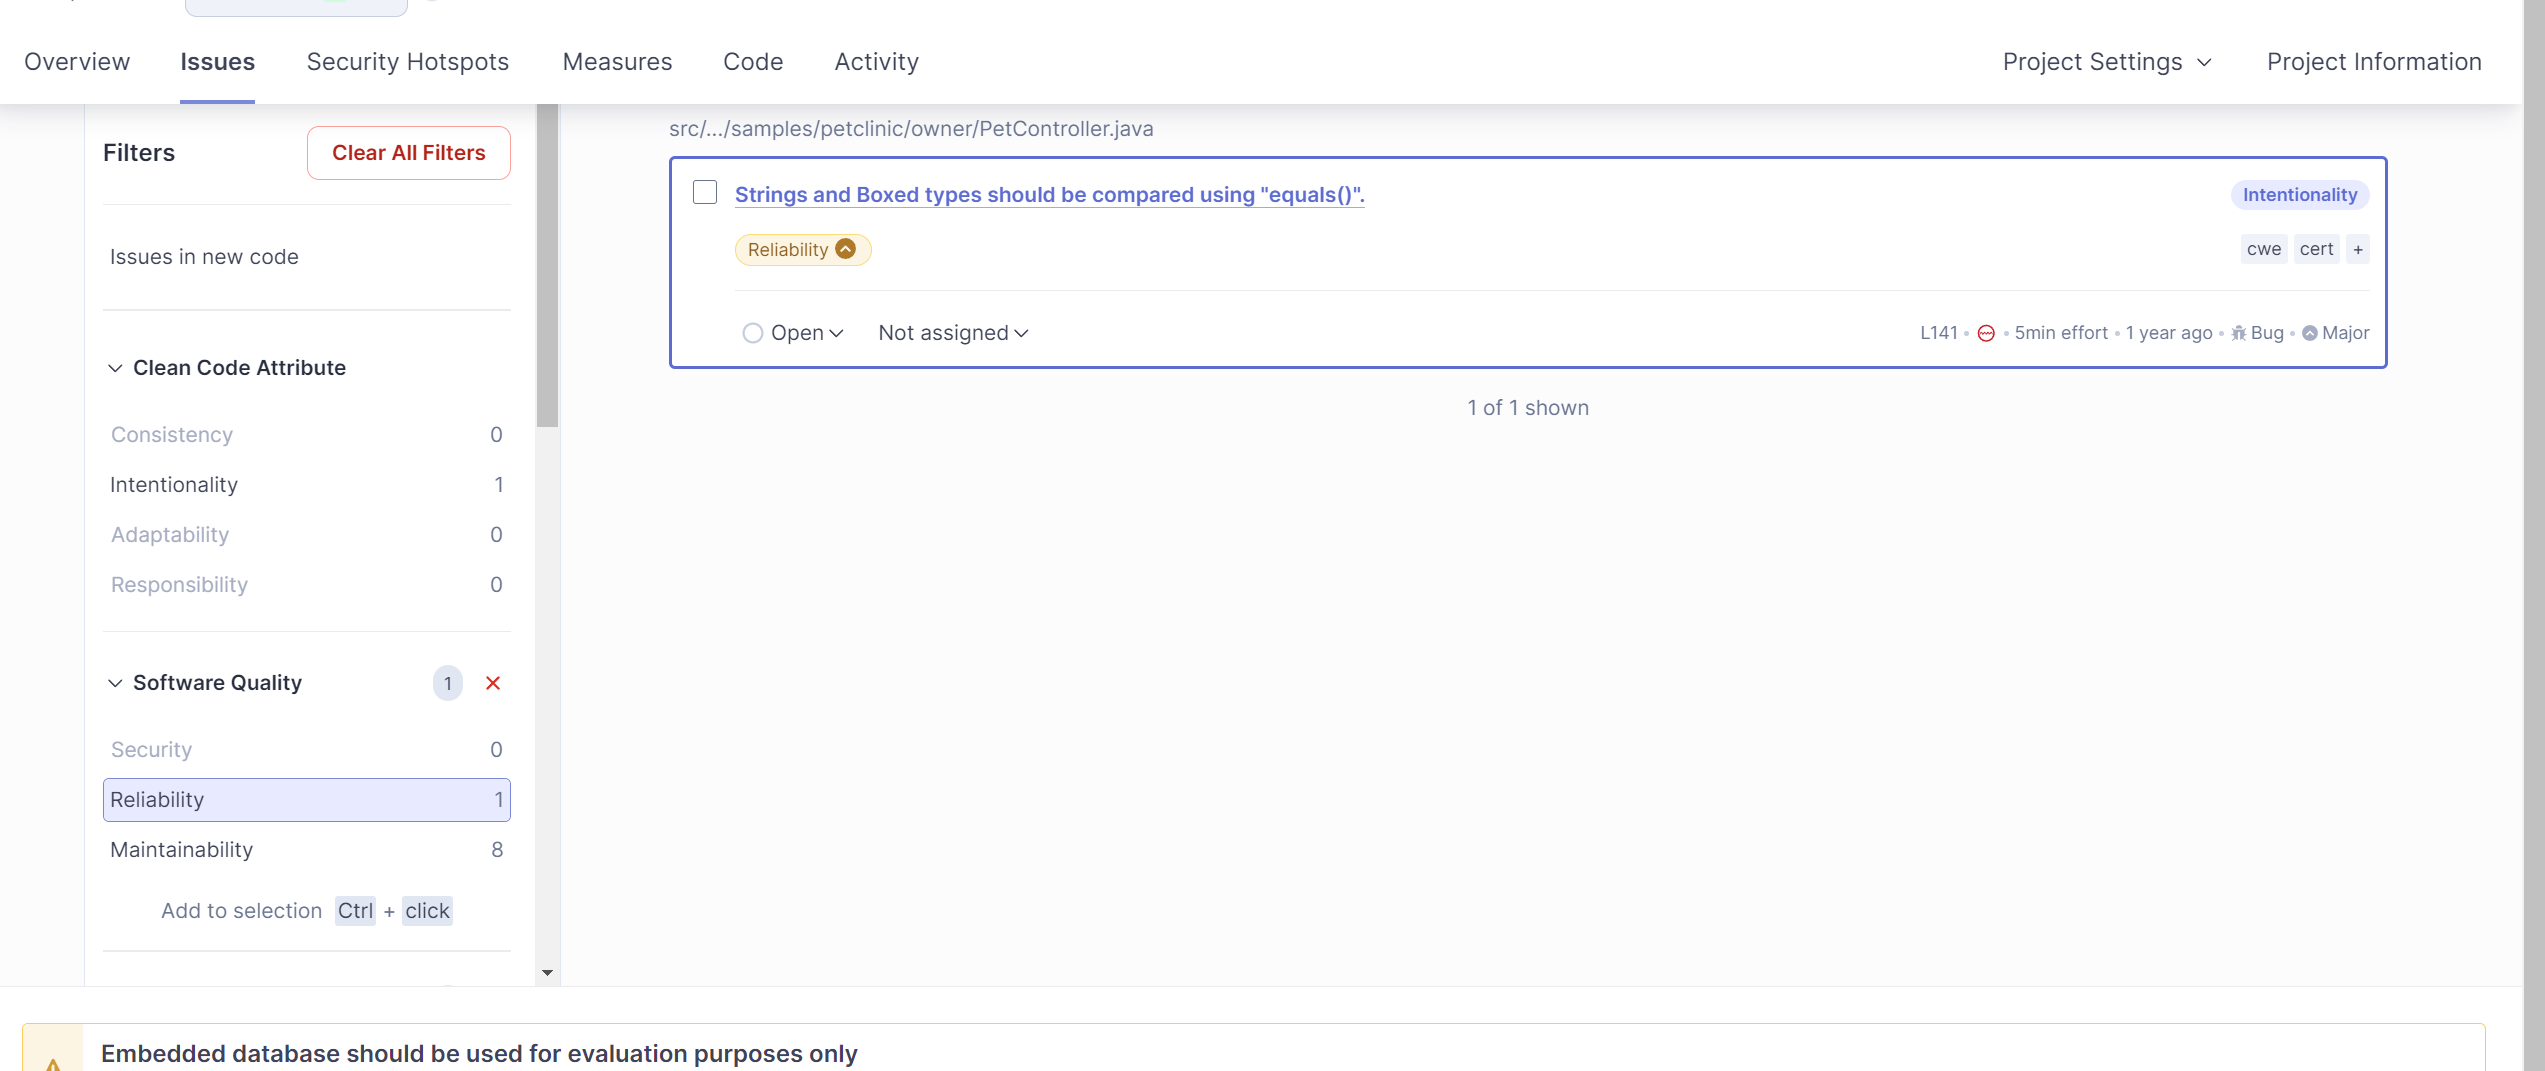 Overview Issues Security Hotspots Measures Code Activity Project Settings Project Information
Filters Clear All Filters
Issues in new code
Clean Code Attribute
Consistency 0
Intentionality 1
Adaptability 0
Responsibility 0
Software Quality 1
Security 0
Reliability 1
Maintainability 8
Add to selection Ctrl + click
src/.../samples/petclinic/owner/PetController.java
Strings and Boxed types should be compared using "equals()". Intentionality
Reliability cwe cert +
Open Not assigned L141 • • 5min effort • 1 year ago • Bug • Major
1 of 1 shown
Embedded database should be used for evaluation purposes only